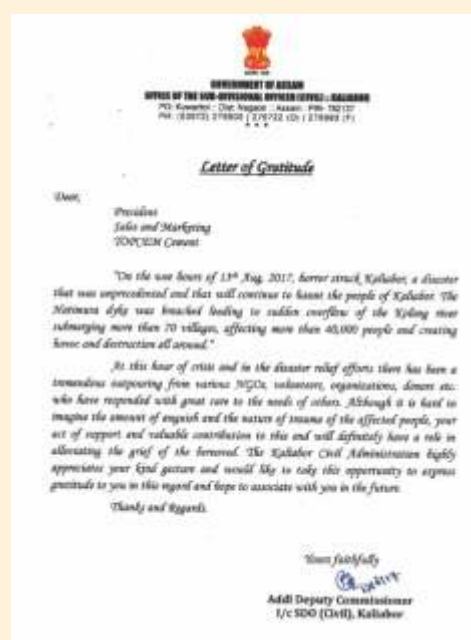 GOVERNMENT OF ASSAM
OFFICE OF THE SUB-DIVISIONAL OFFICER (CIVIL) :: KALIABOR
Letter of Gratitude
Dear,
President
Sales and Marketing
TOPCEM Cement
"On the wee hours of 13th Aug, 2017, horror struck Kaliabor, a disaster
that was unprecedented and that will continue to haunt the people of Kaliabor. The
Hatimura dyke was breached leading to sudden overflow of the Kolong river
submerging more than 70 villages, affecting more than 40,000 people and creating
havoc and destruction all around."
At this hour of crisis and in the disaster relief efforts there has been a
tremendous outpouring from various NGOs, volunteers, organizations, donors etc.
who have responded with great care to the needs of others. Although it is hard to
imagine the amount of anguish and the nature of trauma of the affected people, your
act of support and valuable contribution to this end will definitely have a role in
alleviating the grief of the bereaved. The Kaliabor Civil Administration highly
appreciates your kind gesture and would like to take this opportunity to express
gratitude to you in this regard and hope to associate with you in the future.
Thanks and Regards.
Yours faithfully
Addl Deputy Commissioner
I/c SDO (Civil), Kaliabor